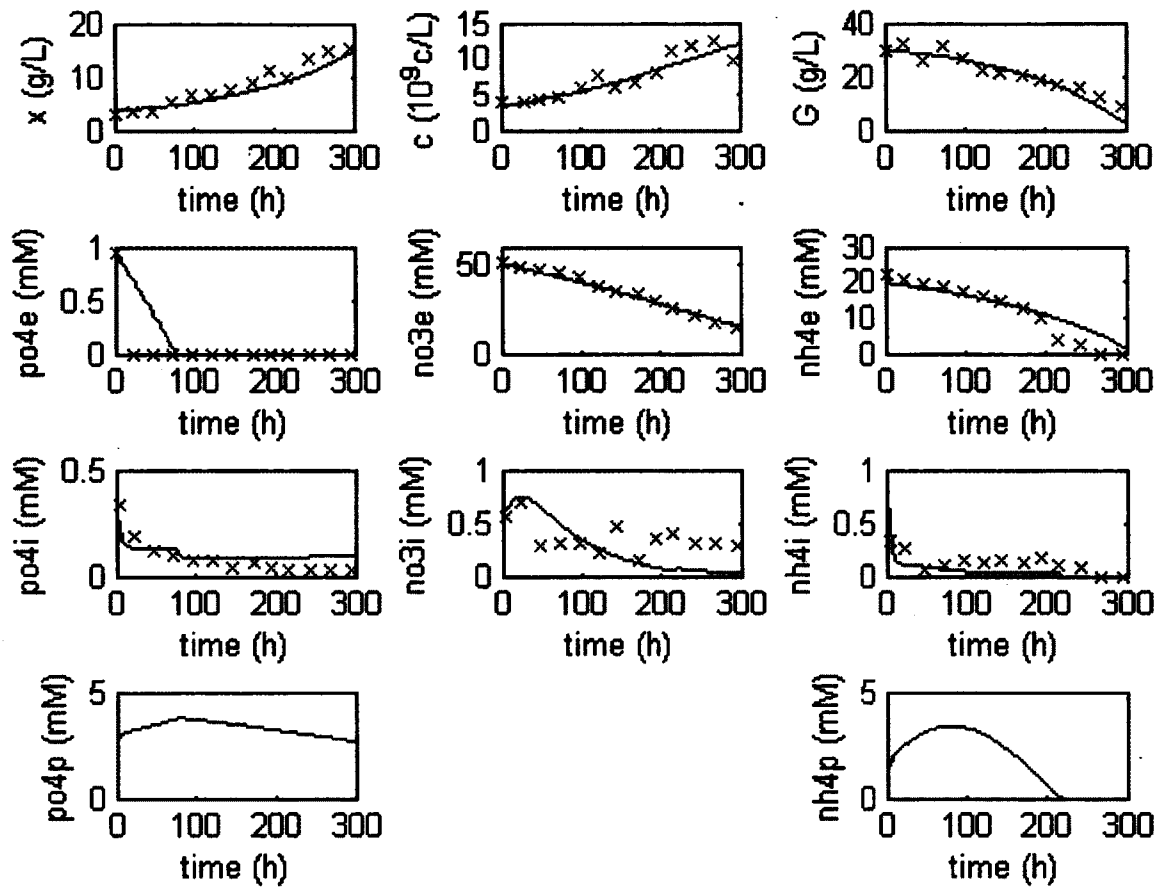 x (g/L)
20
10
0
0 100 200 300
time (h)
c (10⁹c/L)
15
10
5
0
0 100 200 300
time (h)
G (g/L)
40
20
0
0 100 200 300
time (h)
po4e (mM)
1
0.5
0
0 100 200 300
time (h)
no3e (mM)
50
0
0 100 200 300
time (h)
nh4e (mM)
30
20
10
0
0 100 200 300
time (h)
po4i (mM)
0.5
0
0 100 200 300
time (h)
no3i (mM)
1
0.5
0
0 100 200 300
time (h)
nh4i (mM)
1
0.5
0
0 100 200 300
time (h)
po4p (mM)
5
0
0 100 200 300
time (h)
nh4p (mM)
5
0
0 100 200 300
time (h)